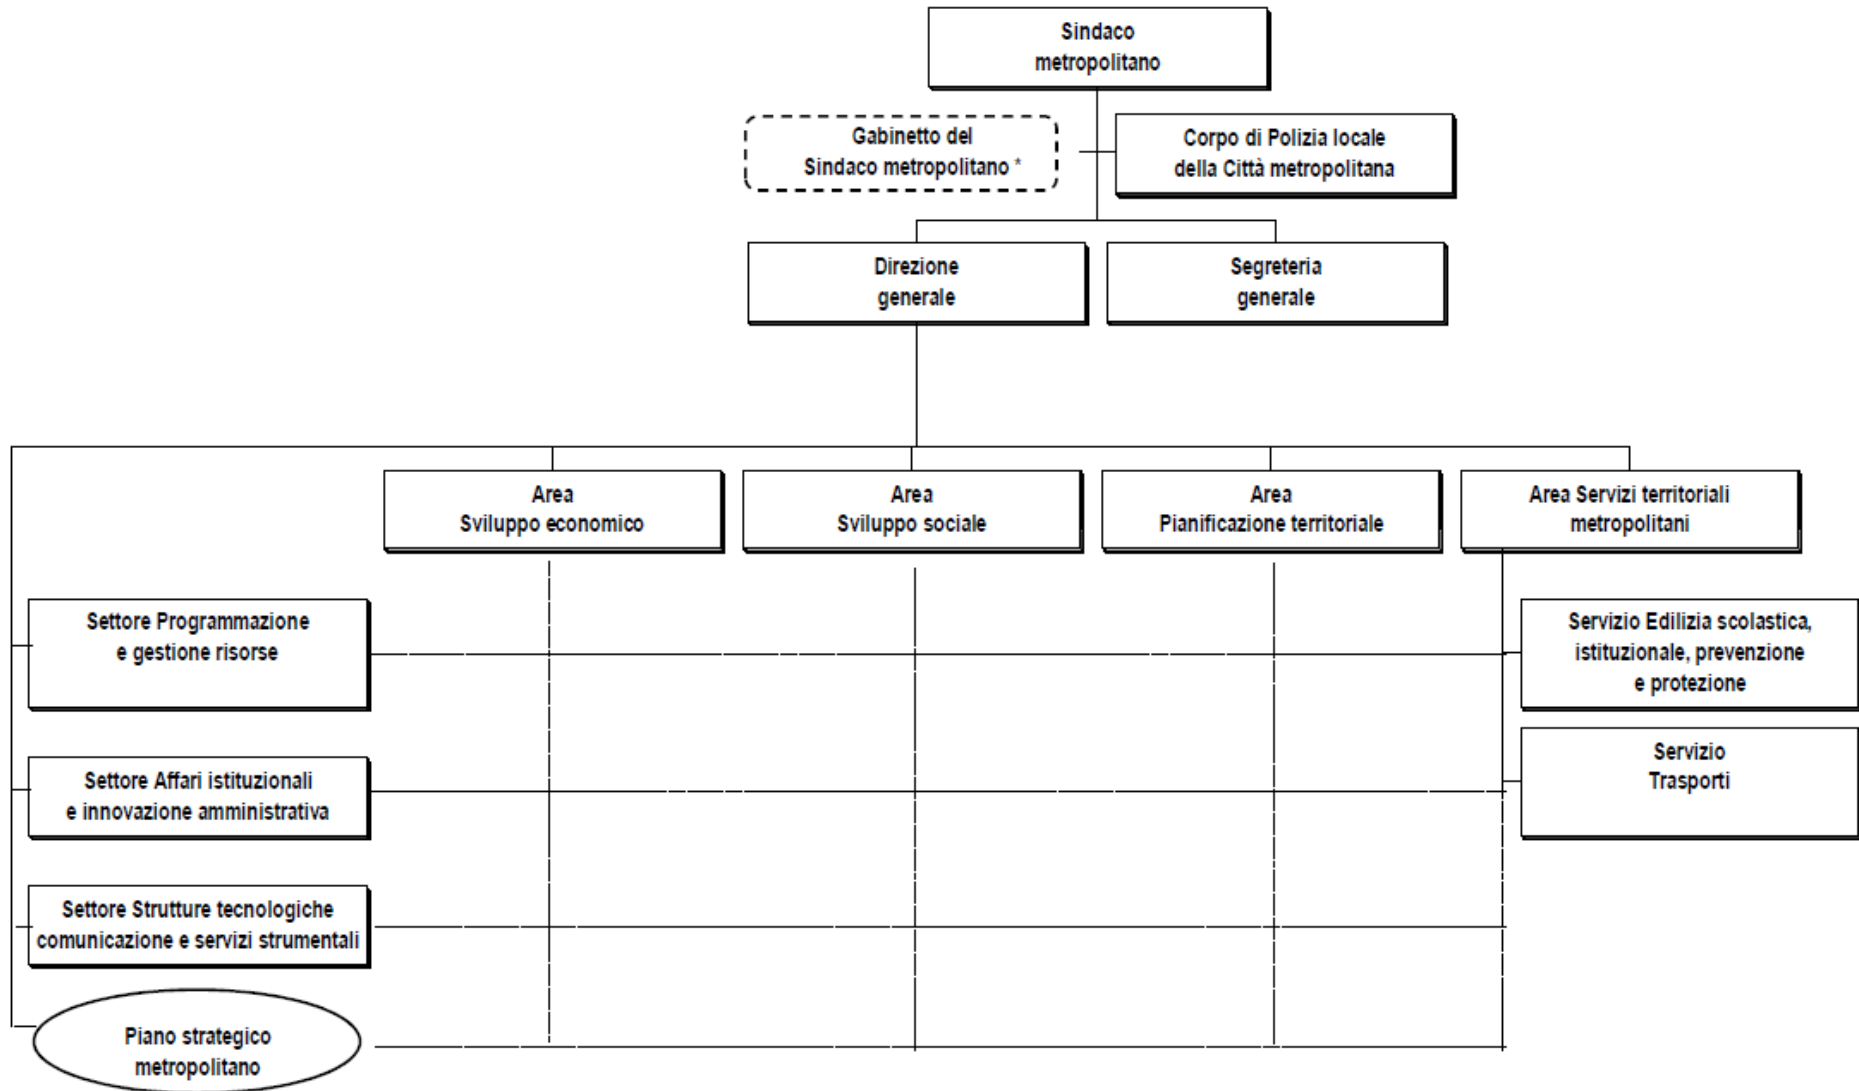 Sindaco
metropolitano
Gabinetto del
Sindaco metropolitano *
Corpo di Polizia locale
della Città metropolitana
Direzione
generale
Segreteria
generale
Area
Sviluppo economico
Area
Sviluppo sociale
Area
Pianificazione territoriale
Area Servizi territoriali
metropolitani
Settore Programmazione
e gestione risorse
Servizio Edilizia scolastica,
istituzionale, prevenzione
e protezione
Settore Affari istituzionali
e innovazione amministrativa
Servizio
Trasporti
Settore Strutture tecnologiche
comunicazione e servizi strumentali
Piano strategico
metropolitano